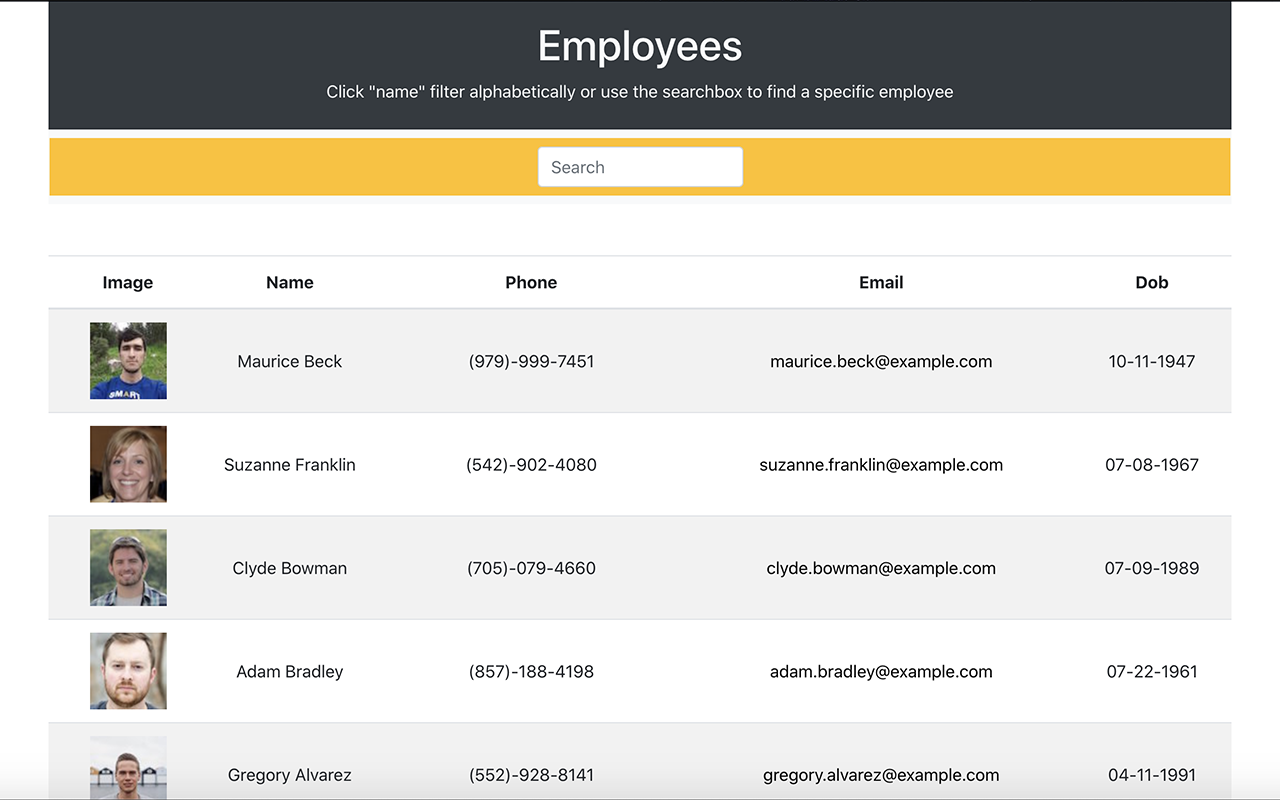 Employees
Click "name" filter alphabetically or use the searchbox to find a specific employee
Search
Image Name Phone Email Dob
SMART
Maurice Beck (979)-999-7451 maurice.beck@example.com 10-11-1947
Suzanne Franklin (542)-902-4080 suzanne.franklin@example.com 07-08-1967
Clyde Bowman (705)-079-4660 clyde.bowman@example.com 07-09-1989
Adam Bradley (857)-188-4198 adam.bradley@example.com 07-22-1961
Gregory Alvarez (552)-928-8141 gregory.alvarez@example.com 04-11-1991